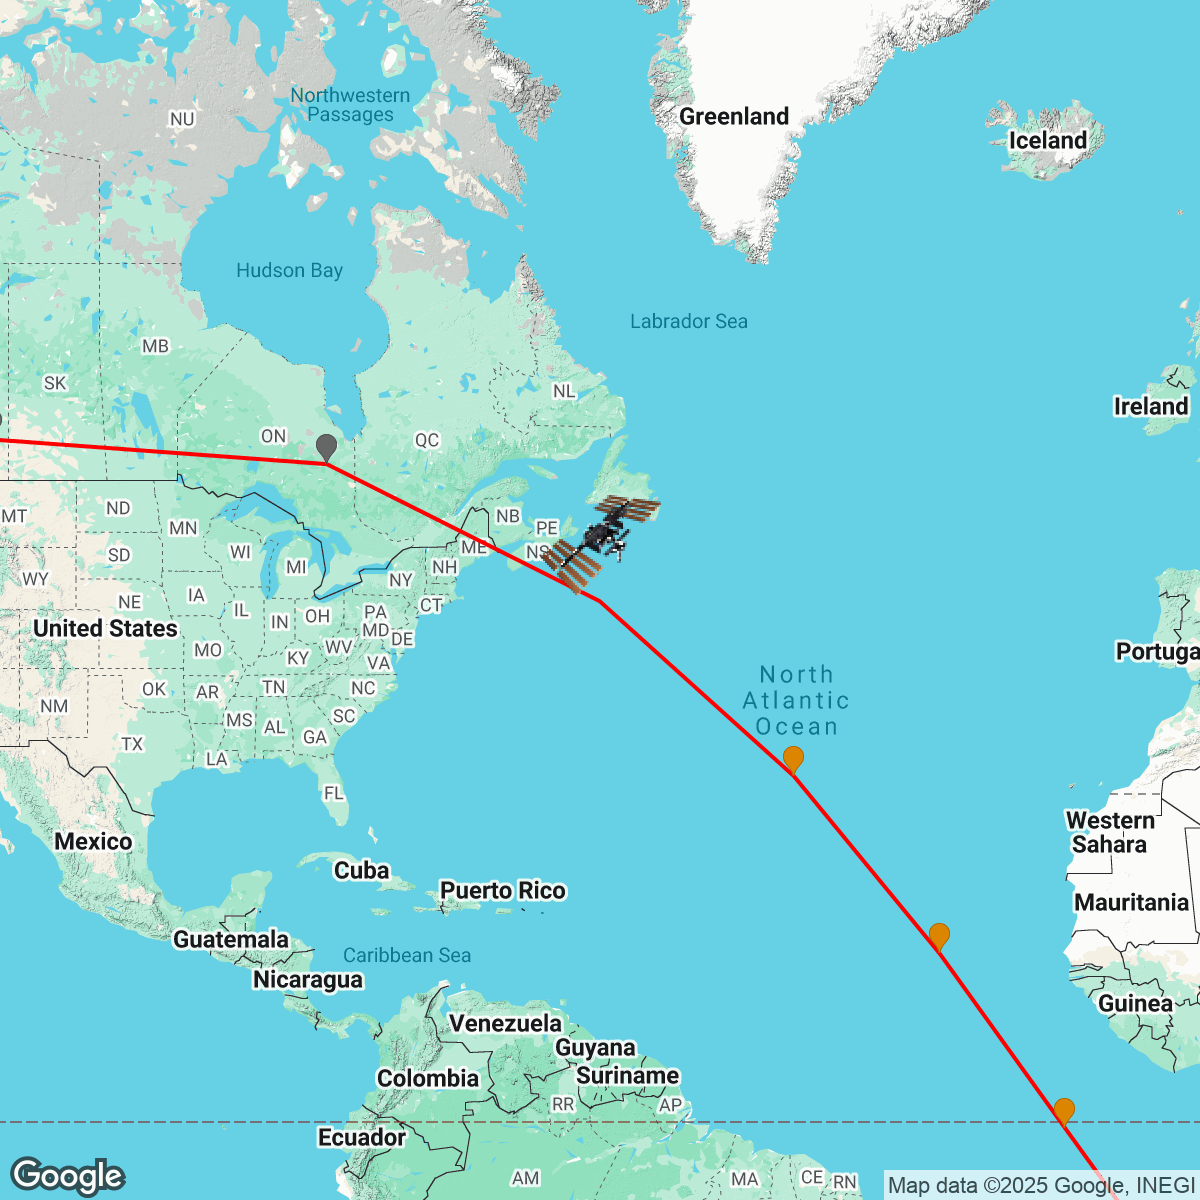 Northwestern
Passages
NU
Greenland
Iceland
Hudson Bay
Labrador Sea
MB
SK
NL
Ireland
ON
QC
MT
ND
NB
PE
MN
NS
ME
SD
WI
MI
NH
WY
NY
NE
IA
IL
IN
OH
PA
CT
United States
MD
DE
MO
WV
KY
VA
Portuga
North
Atlantic
Ocean
OK
AR
TN
NC
NM
MS
AL
SC
GA
TX
LA
FL
Western
Sahara
Mexico
Cuba
Puerto Rico
Mauritania
Guatemala
Caribbean Sea
Nicaragua
Guinea
Venezuela
Guyana
Colombia
Suriname
RR
AP
Ecuador
AM
MA
CE
RN
Google
Map data ©2025 Google, INEGI